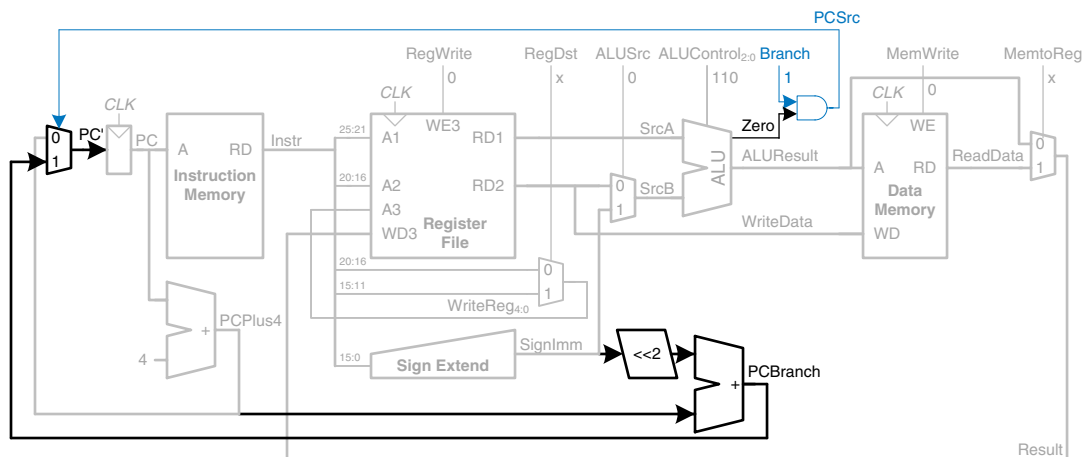 PCSrc
RegWrite RegDst ALUSrc ALUControl2:0 Branch MemWrite MemtoReg
0 x 0 110 1 0 x
CLK CLK CLK
0 1 PC' PC
A RD Instr
Instruction
Memory
25:21 A1 WE3 RD1
20:16 A2 RD2
A3
WD3 Register
File
SrcA Zero
0 1 SrcB ALU ALUResult
WriteData
WE
A RD ReadData
Data
Memory
WD
0 1
20:16 0
15:11 1
WriteReg4:0
PCPlus4
+
4
15:0 Sign Extend SignImm
<<2
+ PCBranch
Result